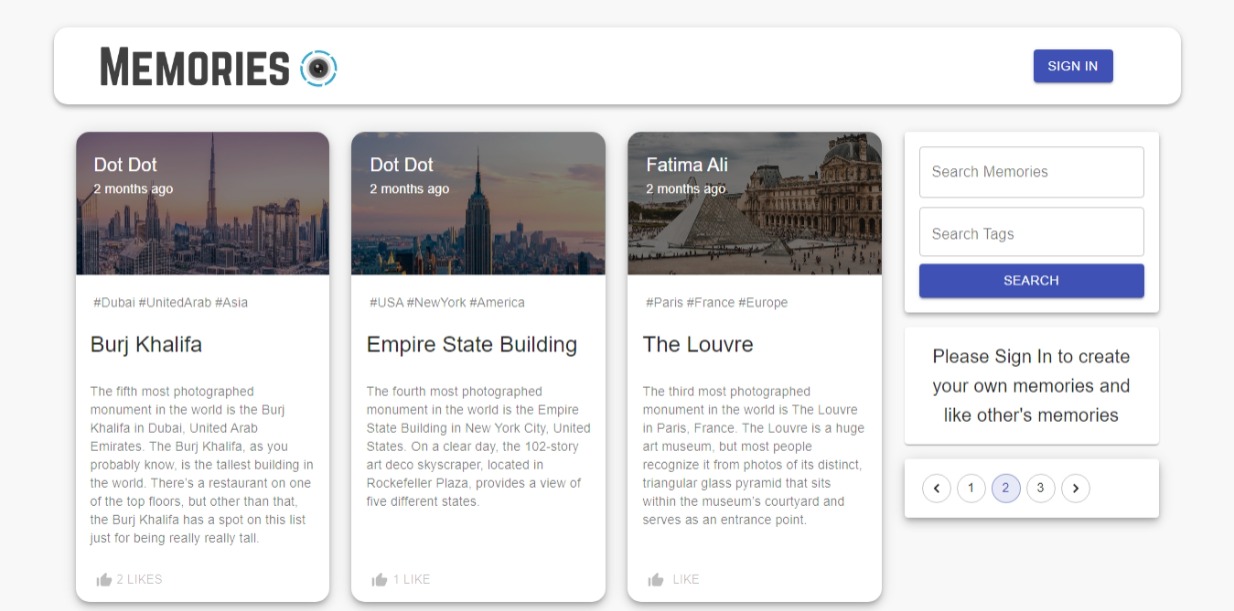 MEMORIES
SIGN IN
Dot Dot
2 months ago
#Dubai #UnitedArab #Asia
Burj Khalifa
The fifth most photographed
monument in the world is the Burj
Khalifa in Dubai, United Arab
Emirates. The Burj Khalifa, as you
probably know, is the tallest building in
the world. There's a restaurant on one
of the top floors, but other than that,
the Burj Khalifa has a spot on this list
just for being really really tall.
2 LIKES
Dot Dot
2 months ago
#USA #NewYork #America
Empire State Building
The fourth most photographed
monument in the world is the Empire
State Building in New York City, United
States. On a clear day, the 102-story
art deco skyscraper, located in
Rockefeller Plaza, provides a view of
five different states.
1 LIKE
Fatima Ali
2 months ago
#Paris #France #Europe
The Louvre
The third most photographed
monument in the world is The Louvre
in Paris, France. The Louvre is a huge
art museum, but most people
recognize it from photos of its distinct,
triangular glass pyramid that sits
within the museum's courtyard and
serves as an entrance point.
LIKE
Search Memories
Search Tags
SEARCH
Please Sign In to create
your own memories and
like other's memories
1 2 3